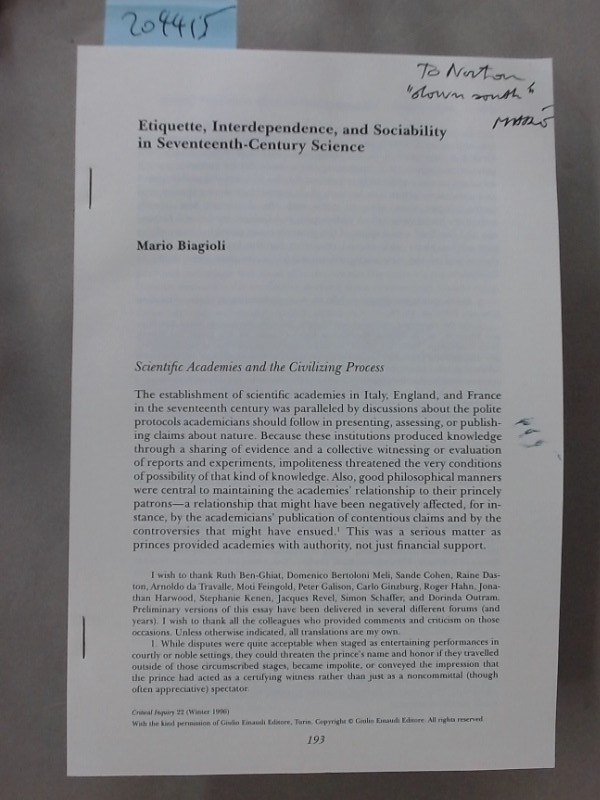 204415
To Norton
"down south"
Mario
Etiquette, Interdependence, and Sociability
in Seventeenth-Century Science
Mario Biagioli
Scientific Academies and the Civilizing Process
The establishment of scientific academies in Italy, England, and France
in the seventeenth century was paralleled by discussions about the polite
protocols academicians should follow in presenting, assessing, or publish-
ing claims about nature. Because these institutions produced knowledge
through a sharing of evidence and a collective witnessing or evaluation
of reports and experiments, impoliteness threatened the very conditions
of possibility of that kind of knowledge. Also, good philosophical manners
were central to maintaining the academies' relationship to their princely
patrons—a relationship that might have been negatively affected, for in-
stance, by the academicians' publication of contentious claims and by the
controversies that might have ensued.¹ This was a serious matter as
princes provided academies with authority, not just financial support.
I wish to thank Ruth Ben-Ghiat, Domenico Bertoloni Meli, Sande Cohen, Raine Das-
ton, Arnoldo da Travalle, Moti Feingold, Peter Galison, Carlo Ginzburg, Roger Hahn, Jona-
than Harwood, Stephanie Kenen, Jacques Revel, Simon Schaffer, and Dorinda Outram.
Preliminary versions of this essay have been delivered in several different forums (and
years). I wish to thank all the colleagues who provided comments and criticism on those
occasions. Unless otherwise indicated, all translations are my own.
1. While disputes were quite acceptable when staged as entertaining performances in
courtly or noble settings, they could threaten the prince's name and honor if they travelled
outside of those circumscribed stages, became impolite, or conveyed the impression that
the prince had acted as a certifying witness rather than just as a noncommittal (though
often appreciative) spectator.
Critical Inquiry 22 (Winter 1996)
With the kind permission of Giulio Einaudi Editore, Turin. Copyright © Giulio Einaudi Editore. All rights reserved.
193